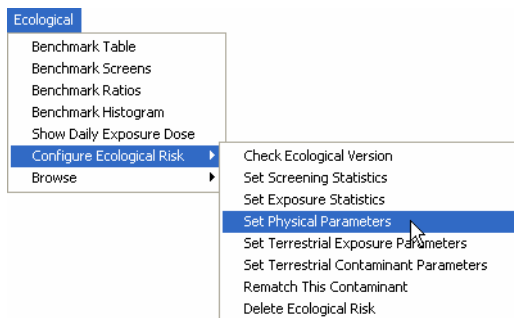 Ecological
Benchmark Table
Benchmark Screens
Benchmark Ratios
Benchmark Histogram
Show Daily Exposure Dose
Configure Ecological Risk
Browse
Check Ecological Version
Set Screening Statistics
Set Exposure Statistics
Set Physical Parameters
Set Terrestrial Exposure Parameters
Set Terrestrial Contaminant Parameters
Rematch This Contaminant
Delete Ecological Risk